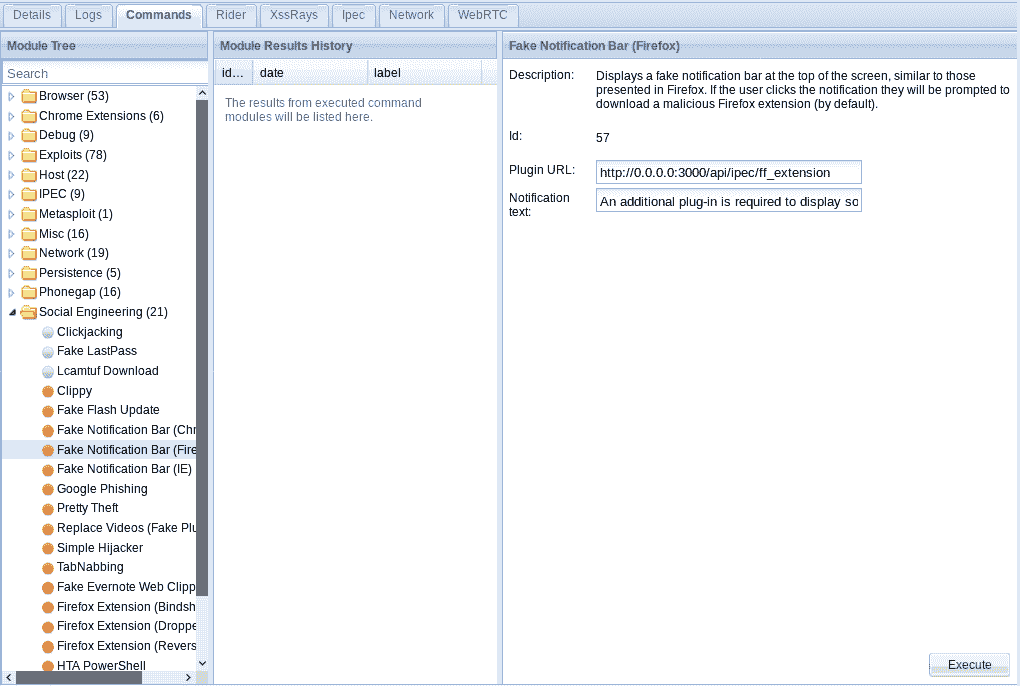 Details Logs Commands Rider XssRays Ipec Network WebRTC
Module Tree
Search
Browser (53)
Chrome Extensions (6)
Debug (9)
Exploits (78)
Host (22)
IPEC (9)
Metasploit (1)
Misc (16)
Network (19)
Persistence (5)
Phonegap (16)
Social Engineering (21)
Clickjacking
Fake LastPass
Lcamtuf Download
Clippy
Fake Flash Update
Fake Notification Bar (Chr
Fake Notification Bar (Fire
Fake Notification Bar (IE)
Google Phishing
Pretty Theft
Replace Videos (Fake Plu
Simple Hijacker
TabNabbing
Fake Evernote Web Clipp
Firefox Extension (Bindsh
Firefox Extension (Droppe
Firefox Extension (Revers
HTA PowerShell
Module Results History
id... date label
The results from executed command
modules will be listed here.
Fake Notification Bar (Firefox)
Description: Displays a fake notification bar at the top of the screen, similar to those
presented in Firefox. If the user clicks the notification they will be prompted to
download a malicious Firefox extension (by default).
Id: 57
Plugin URL: http://0.0.0.0:3000/api/ipec/ff_extension
Notification
text: An additional plug-in is required to display so
Execute